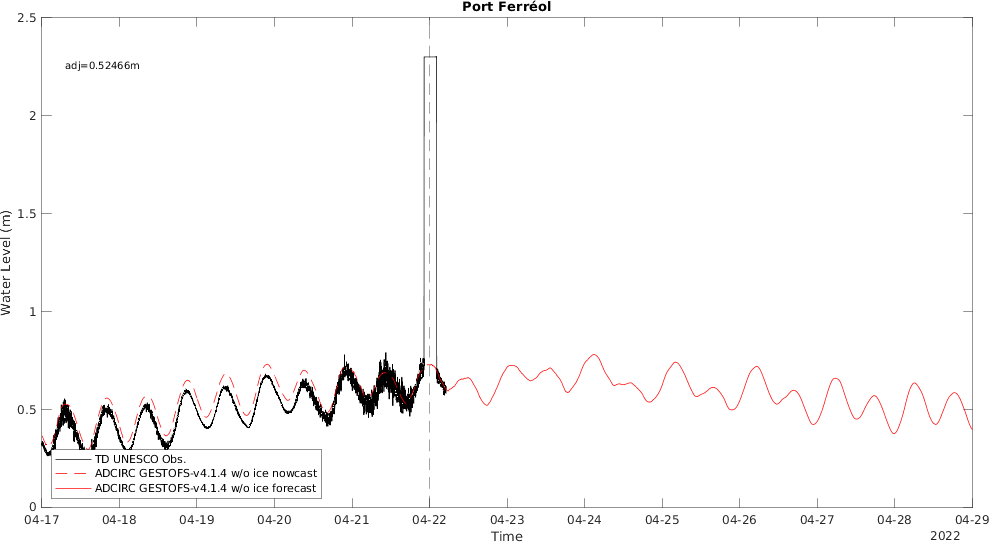 Port Ferréol
adj=0.52466m
Water Level (m)
2.5
2
1.5
1
0.5
0
TD UNESCO Obs.
ADCIRC GESTOFS-v4.1.4 w/o ice nowcast
ADCIRC GESTOFS-v4.1.4 w/o ice forecast
04-17 04-18 04-19 04-20 04-21 04-22 04-23 04-24 04-25 04-26 04-27 04-28 04-29
Time
2022